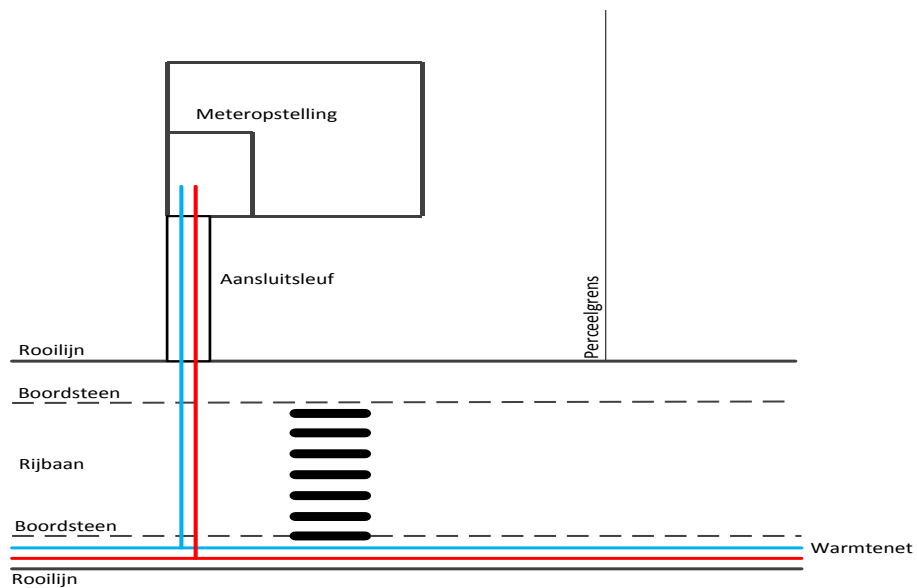 Meteropstelling
Aansluitsleuf
Perceelgrens
Rooilijn
Boordsteen
Rijbaan
Boordsteen
Warmtenet
Rooilijn